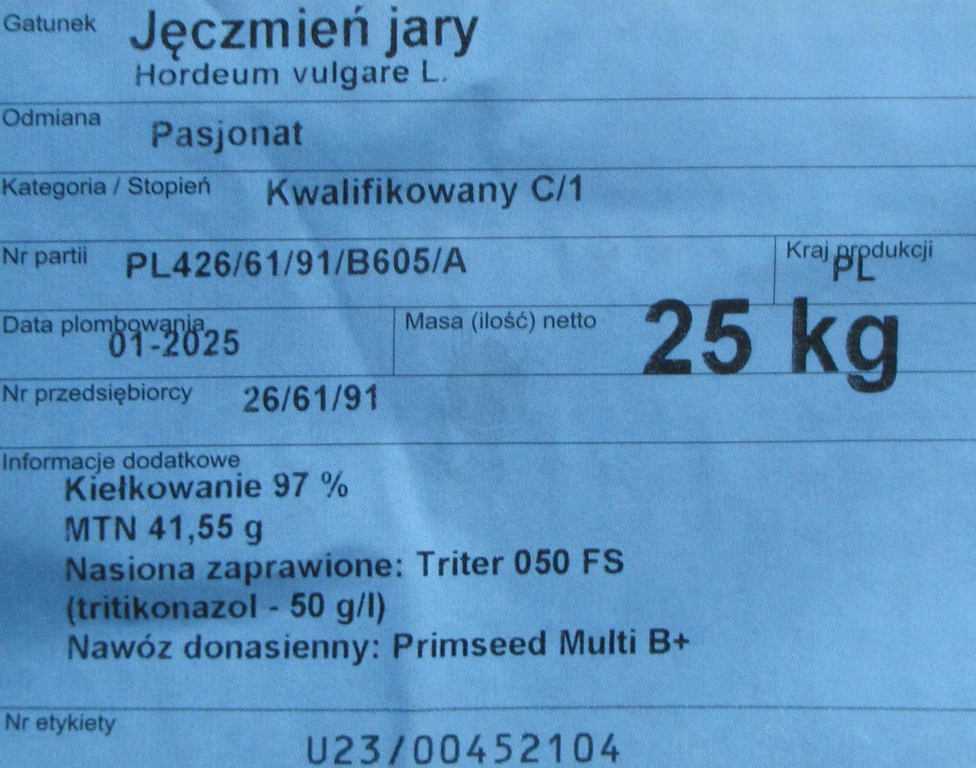 Gatunek Jęczmień jary
Hordeum vulgare L.
Odmiana Pasjonat
Kategoria / Stopień Kwalifikowany C/1
Nr partii PL426/61/91/B605/A Kraj produkcji PL
Data plombowania 01-2025 Masa (ilość) netto 25 kg
Nr przedsiębiorcy 26/61/91
Informacje dodatkowe
Kiełkowanie 97 %
MTN 41,55 g
Nasiona zaprawione: Triter 050 FS
(tritikonazol - 50 g/l)
Nawóz donasienny: Primseed Multi B+
Nr etykiety U23/00452104